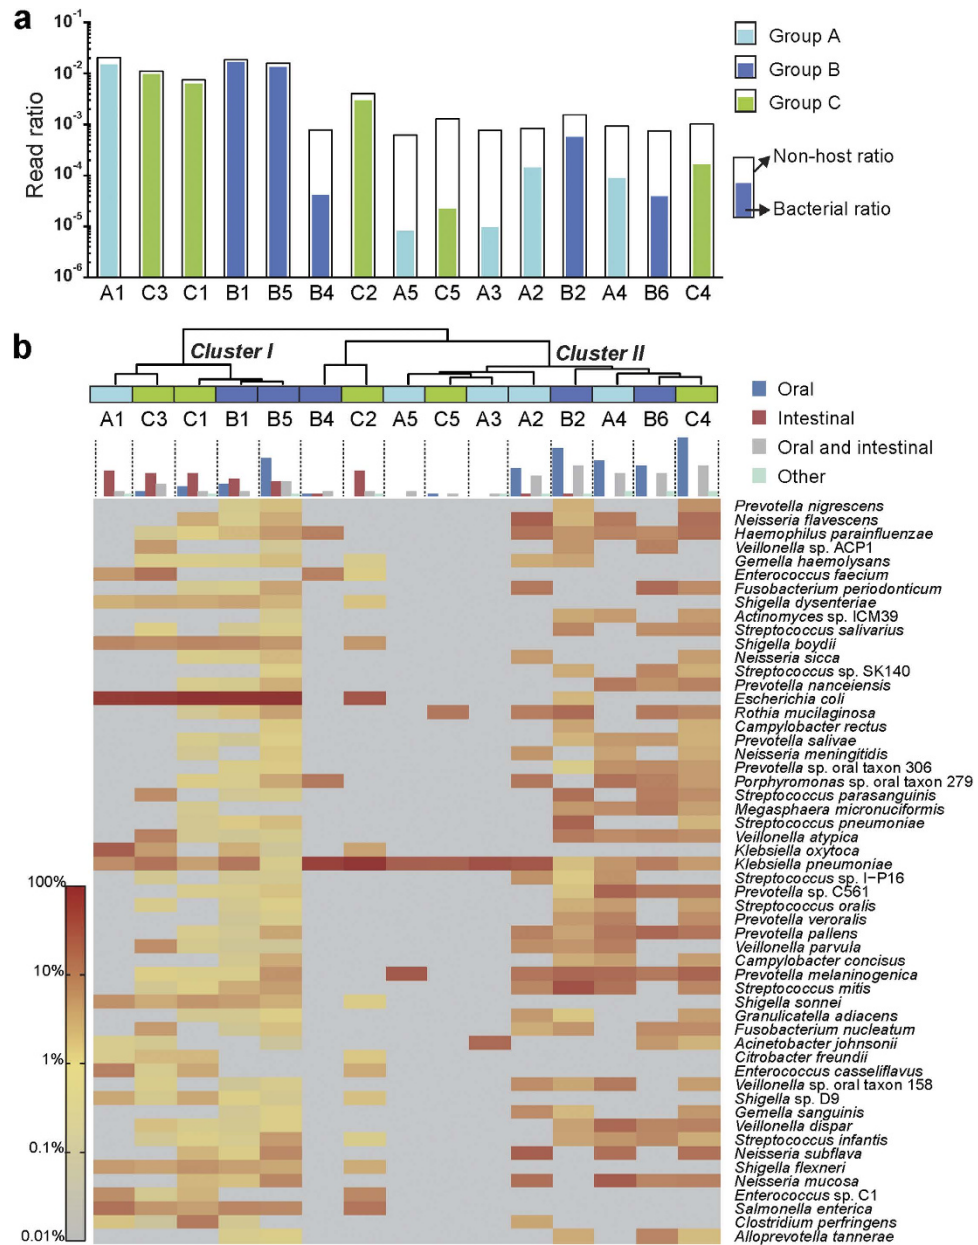 a
Read ratio
10⁻¹
10⁻²
10⁻³
10⁻⁴
10⁻⁵
10⁻⁶
A1 C3 C1 B1 B5 B4 C2 A5 C5 A3 A2 B2 A4 B6 C4
Group A
Group B
Group C
Non-host ratio
Bacterial ratio
b
Cluster I
Cluster II
A1 C3 C1 B1 B5 B4 C2 A5 C5 A3 A2 B2 A4 B6 C4
Oral
Intestinal
Oral and intestinal
Other
Prevotella nigrescens
Neisseria flavescens
Haemophilus parainfluenzae
Veillonella sp. ACP1
Gemella haemolysans
Enterococcus faecium
Fusobacterium periodonticum
Shigella dysenteriae
Actinomyces sp. ICM39
Streptococcus salivarius
Shigella boydii
Neisseria sicca
Streptococcus sp. SK140
Prevotella nanceiensis
Escherichia coli
Rothia mucilaginosa
Campylobacter rectus
Prevotella salivae
Neisseria meningitidis
Prevotella sp. oral taxon 306
Porphyromonas sp. oral taxon 279
Streptococcus parasanguinis
Megasphaera micronuciformis
Streptococcus pneumoniae
Veillonella atypica
Klebsiella oxytoca
Klebsiella pneumoniae
Streptococcus sp. I-P16
Prevotella sp. C561
Streptococcus oralis
Prevotella veroralis
Prevotella pallens
Veillonella parvula
Campylobacter concisus
Prevotella melaninogenica
Streptococcus mitis
Shigella sonnei
Granulicatella adiacens
Fusobacterium nucleatum
Acinetobacter johnsonii
Citrobacter freundii
Enterococcus casseliflavus
Veillonella sp. oral taxon 158
Shigella sp. D9
Gemella sanguinis
Veillonella dispar
Streptococcus infantis
Neisseria subflava
Shigella flexneri
Neisseria mucosa
Enterococcus sp. C1
Salmonella enterica
Clostridium perfringens
Alloprevotella tannerae
100%
10%
1%
0.1%
0.01%